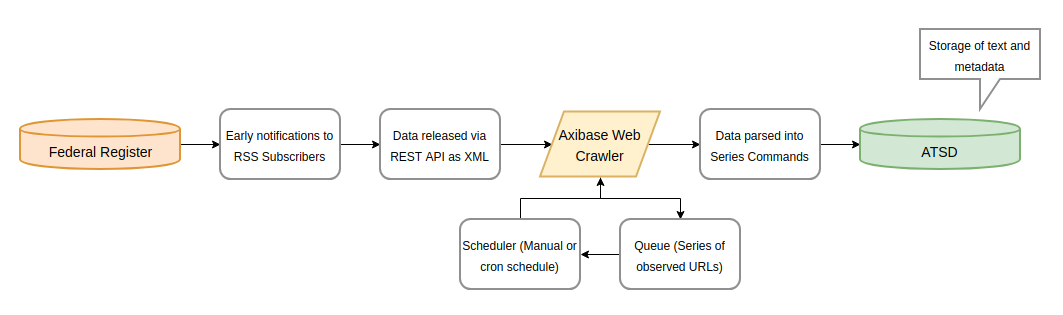 Storage of text and
metadata
Federal Register
Early notifications to
RSS Subscribers
Data released via
REST API as XML
Axibase Web
Crawler
Data parsed into
Series Commands
ATSD
Scheduler (Manual or
cron schedule)
Queue (Series of
observed URLs)